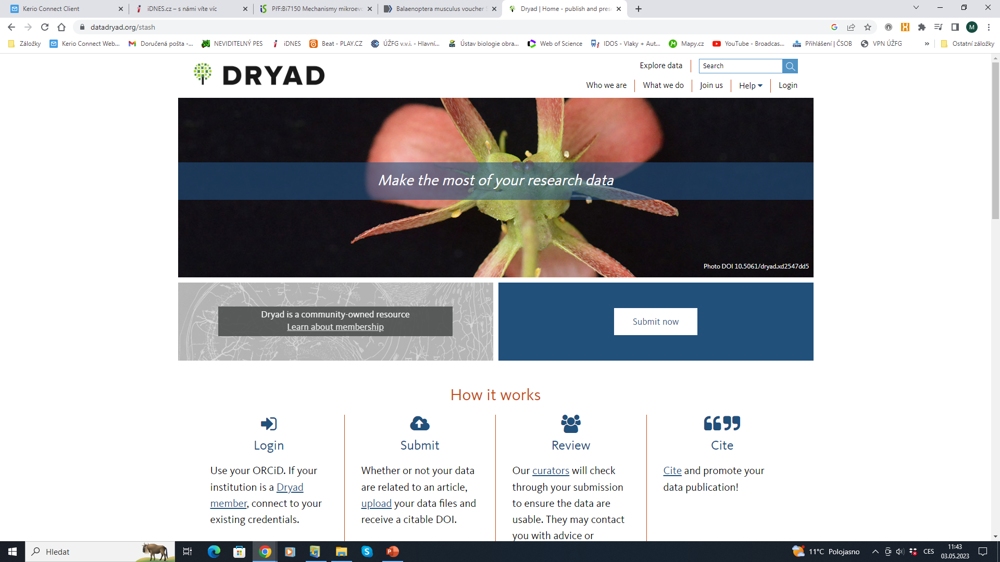 Kerio Connect Client
iDNES.cz – s námi víte víc
PřF:Bi7150 Mechanismy mikroevo
Balaenoptera musculus voucher
Dryad | Home - publish and pres
datadryad.org/stash
M
Záložky
Kerio Connect Web...
Doručená pošta -...
NEVIDITELNÝ PES
iDNES
Beat - PLAY.CZ
ÚŽFG v.v.i. - Hlavní...
Ústav biologie obra...
Web of Science
IDOS - Vlaky + Aut...
Mapy.cz
YouTube - Broadcas...
Přihlášení | ČSOB
VPN ÚŽFG
»
Ostatní záložky
DRYAD
Explore data
Search
Who we are
What we do
Join us
Help
Login
Make the most of your research data
Photo DOI 10.5061/dryad.xd2547dd5
Dryad is a community-owned resource
Learn about membership
Submit now
How it works
Login
Use your ORCiD. If your
institution is a Dryad
member, connect to your
existing credentials.
Submit
Whether or not your data
are related to an article,
upload your data files and
receive a citable DOI.
Review
Our curators will check
through your submission
to ensure the data are
usable. They may contact
you with advice or
Cite
Cite and promote your
data publication!
Hledat
11°C Polojasno
CES
11:43
03.05.2023